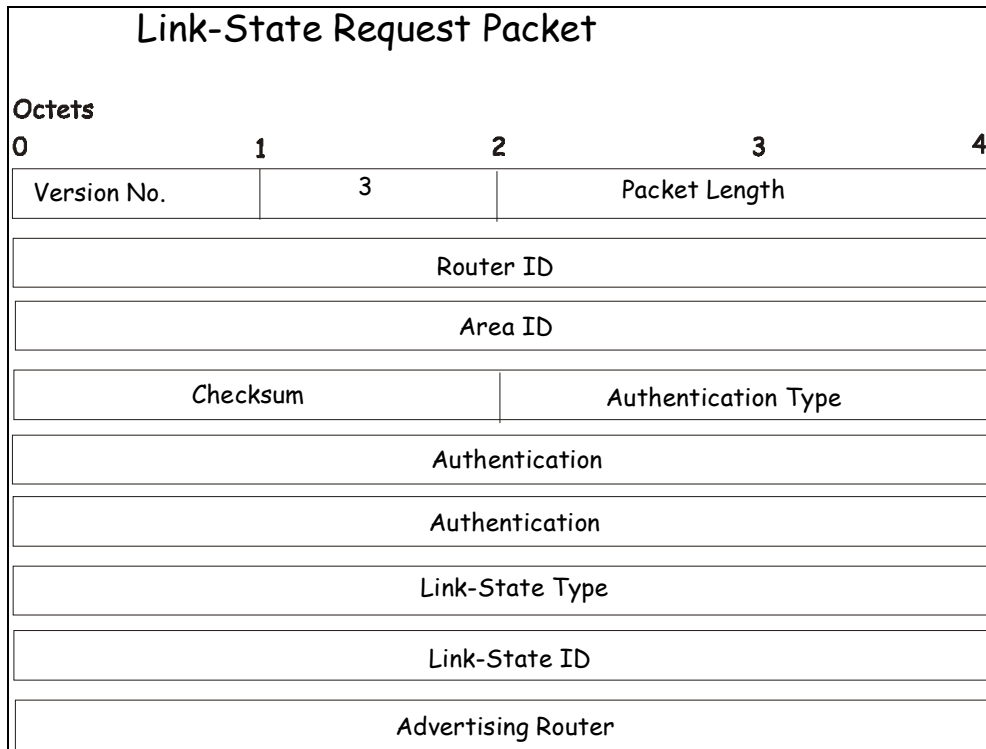 Link-State Request Packet
Octets
0 1 2 3 4
Version No. 3 Packet Length
Router ID
Area ID
Checksum Authentication Type
Authentication
Authentication
Link-State Type
Link-State ID
Advertising Router